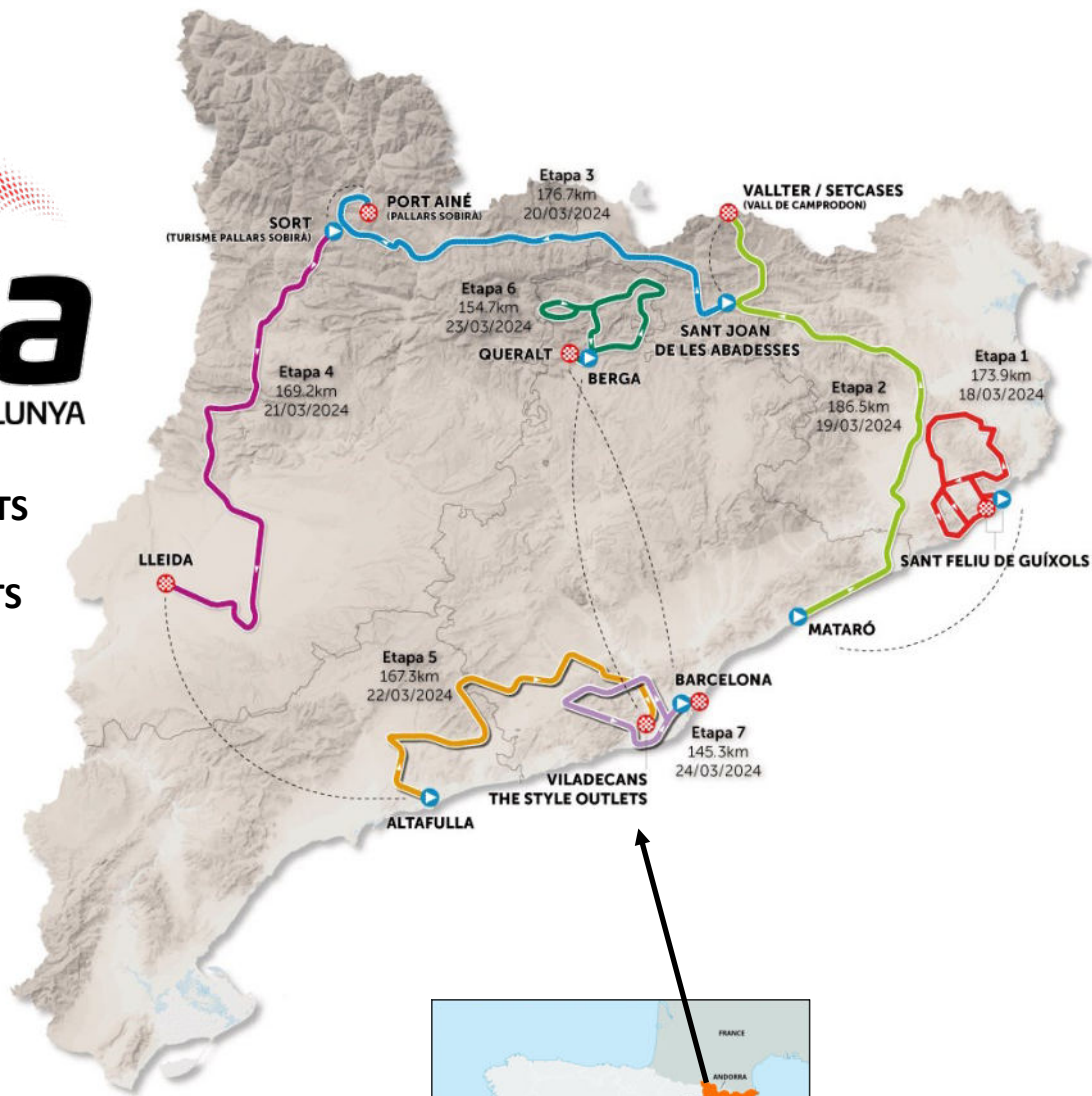 a
LUNYA
TS
TS
Etapa 3
176.7km
20/03/2024
VALLTER / SETCASES
(VALL DE CAMPRODON)
PORT AINÉ
(PALLARS SOBIRÀ)
SORT
(TURISME PALLARS SOBIRÀ)
Etapa 6
154.7km
23/03/2024
SANT JOAN
DE LES ABADESSES
QUERALT
BERGA
Etapa 1
173.9km
18/03/2024
Etapa 4
169.2km
21/03/2024
Etapa 2
186.5km
19/03/2024
LLEIDA
SANT FELIU DE GUÍXOLS
MATARÓ
Etapa 5
167.3km
22/03/2024
BARCELONA
Etapa 7
145.3km
24/03/2024
VILADECANS
THE STYLE OUTLETS
ALTAFULLA
FRANCE
ANDORRA